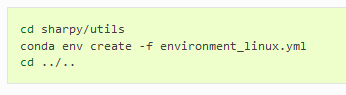 cd sharpy/utils
conda env create -f environment_linux.yml
cd ../..